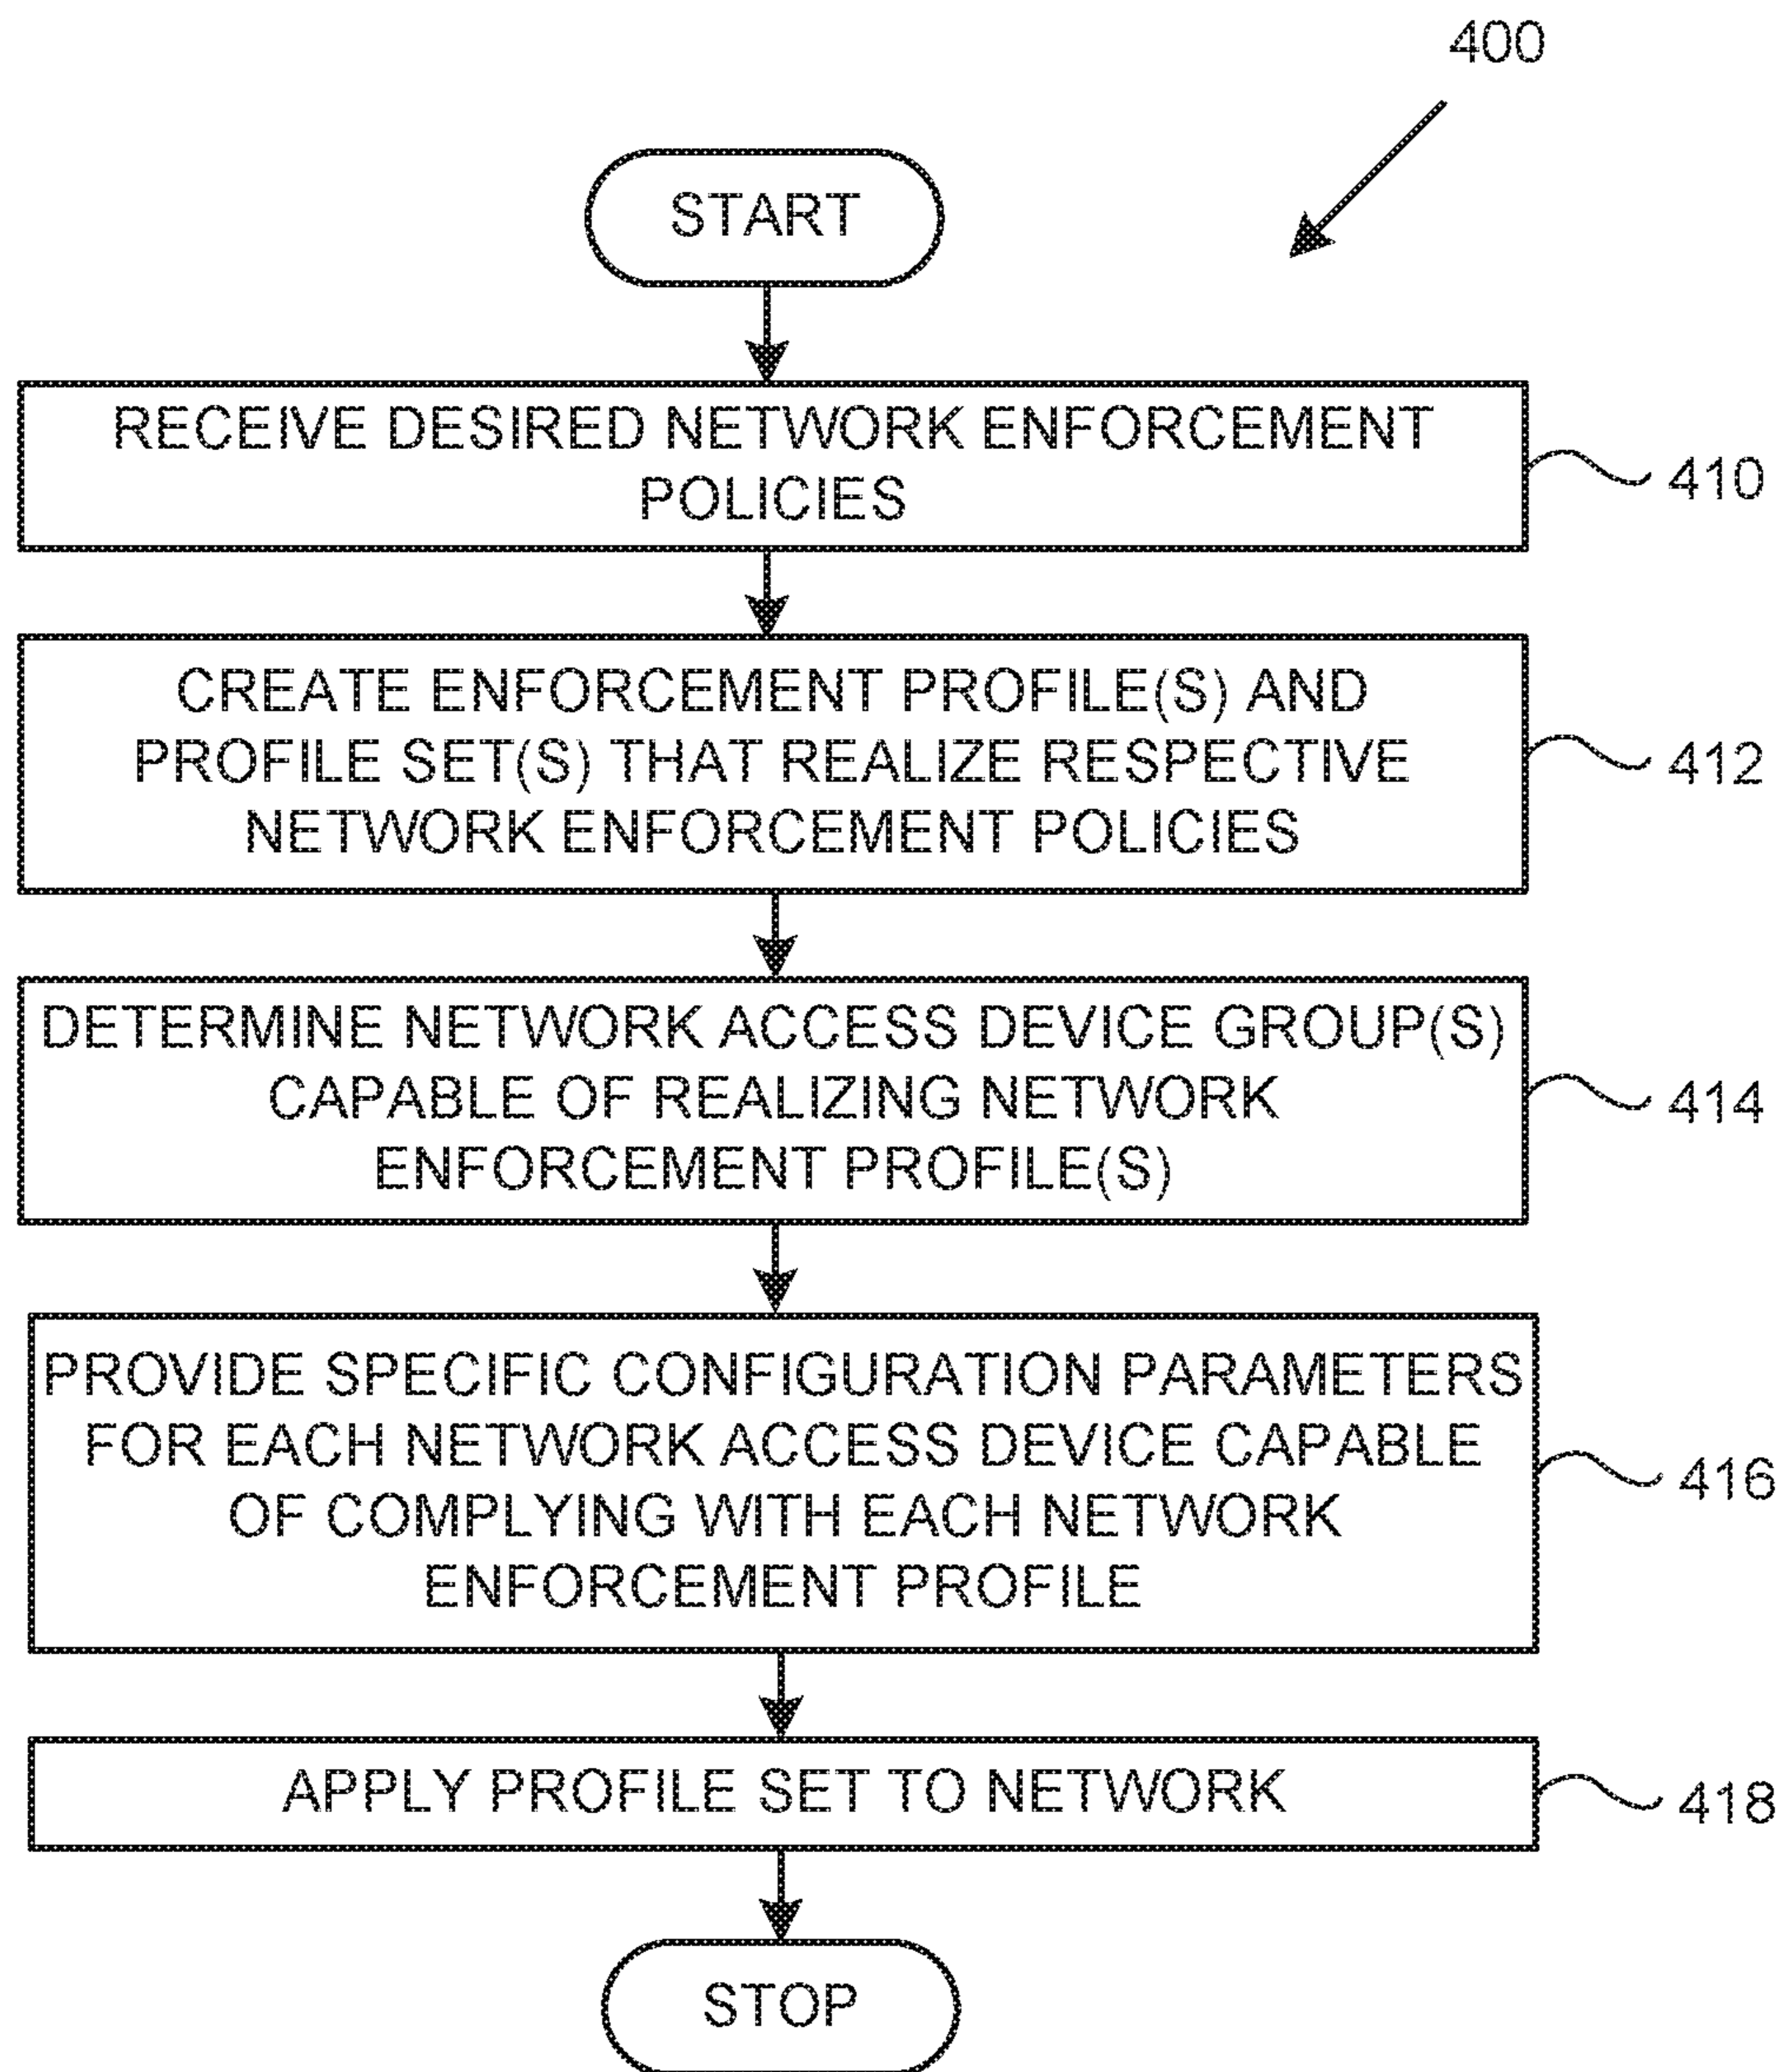 400
START
RECEIVE DESIRED NETWORK ENFORCEMENT
POLICIES
410
CREATE ENFORCEMENT PROFILE(S) AND
PROFILE SET(S) THAT REALIZE RESPECTIVE
NETWORK ENFORCEMENT POLICIES
412
DETERMINE NETWORK ACCESS DEVICE GROUP(S)
CAPABLE OF REALIZING NETWORK
ENFORCEMENT PROFILE(S)
414
PROVIDE SPECIFIC CONFIGURATION PARAMETERS
FOR EACH NETWORK ACCESS DEVICE CAPABLE
OF COMPLYING WITH EACH NETWORK
ENFORCEMENT PROFILE
416
APPLY PROFILE SET TO NETWORK
418
STOP